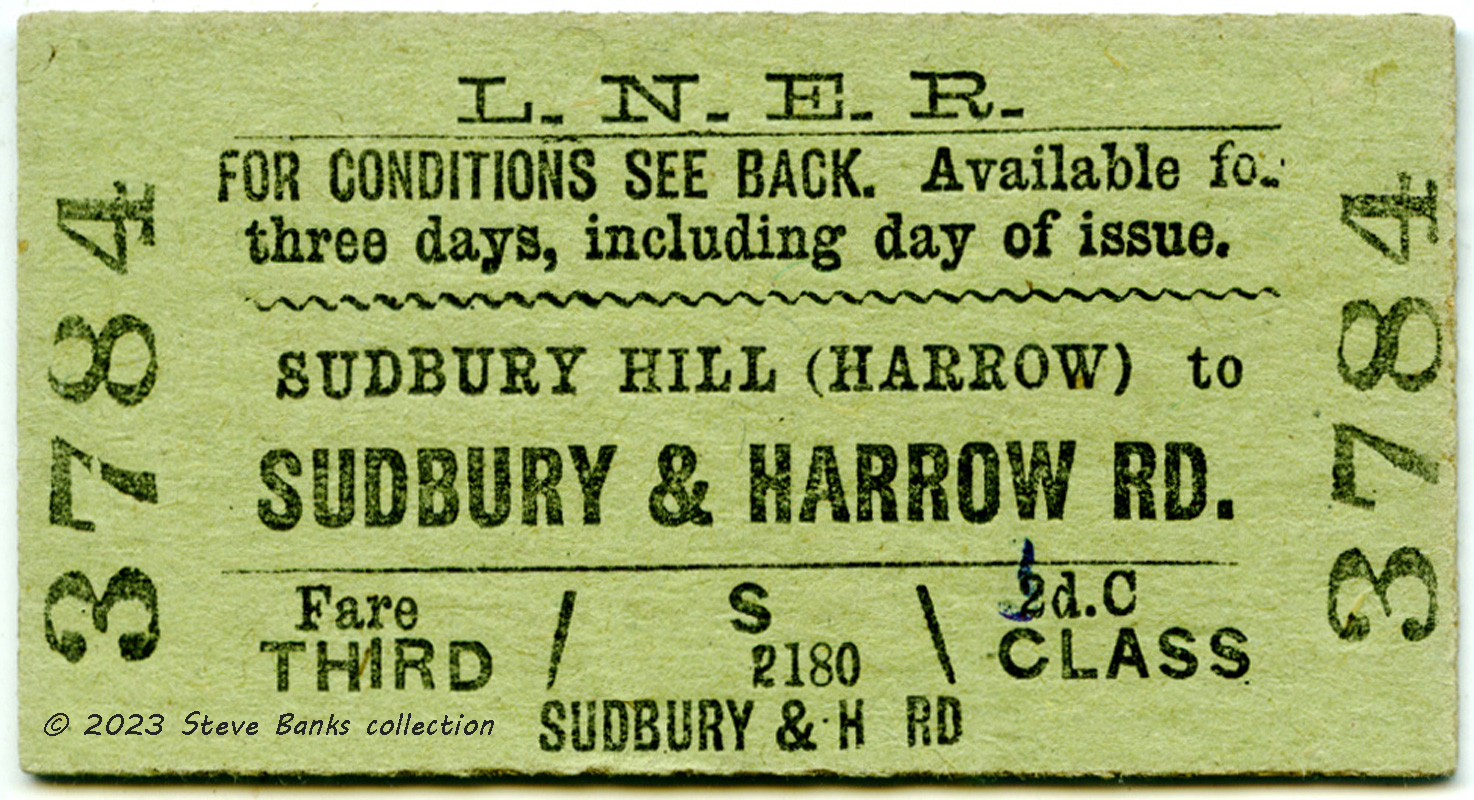 L. N. E. R.
FOR CONDITIONS SEE BACK. Available for
three days, including day of issue.
SUDBURY HILL (HARROW) to
SUDBURY & HARROW RD.
Fare / S \ 2d.C
THIRD 2180 CLASS
SUDBURY & H RD
3784
3784
© 2023 Steve Banks collection